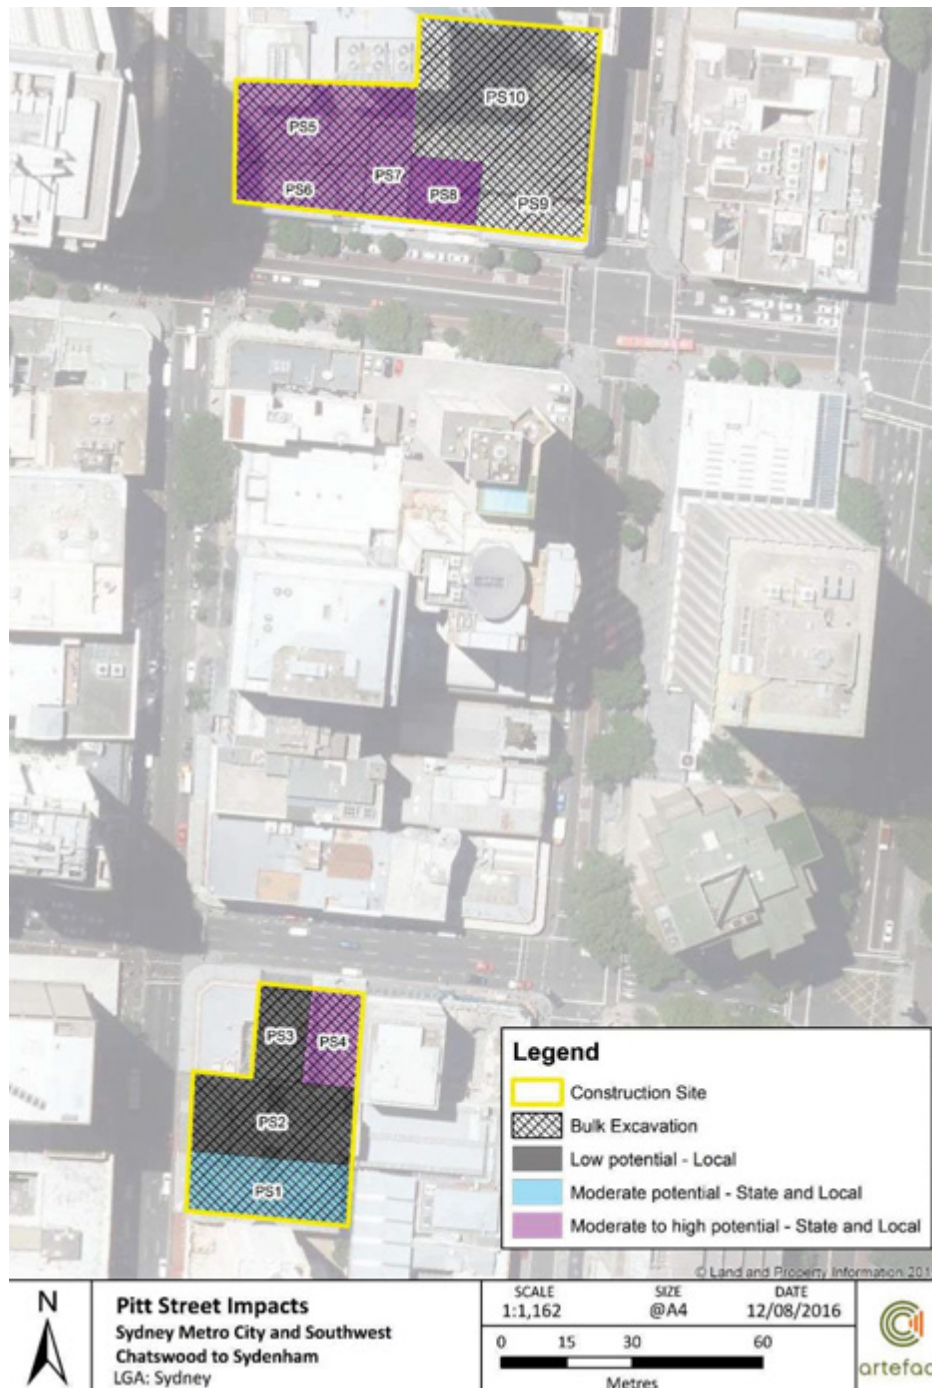 PS10
PS5
PS7
PS6
PS8
PS9
PS3
PS4
PS2
PS1
Legend
Construction Site
Bulk Excavation
Low potential - Local
Moderate potential - State and Local
Moderate to high potential - State and Local
© Land and Property Information 201
N
Pitt Street Impacts
Sydney Metro City and Southwest
Chatswood to Sydenham
LGA: Sydney
SCALE
1:1,162
SIZE
@A4
DATE
12/08/2016
0 15 30 60
Metres
artefac